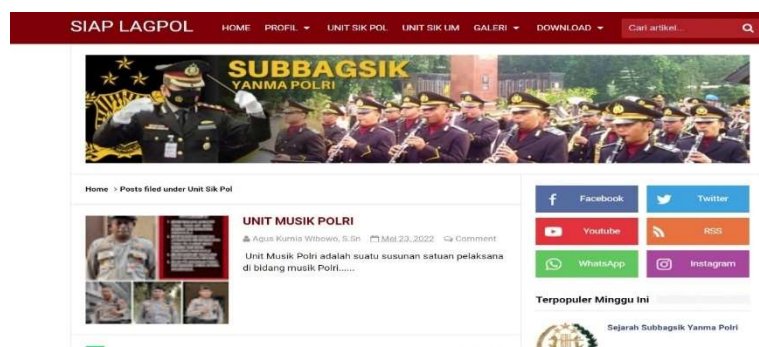 SIAP LAGPOL HOME PROFIL UNIT SIK POL UNIT SIK UM GALERI DOWNLOAD Cari artikel...
SUBBAGSIK
YANMA POLRI
Home > Posts filed under Unit Sik Pol
UNIT MUSIK POLRI
Agus Kurnia Wibowo, S.Sn Mei 23, 2022 Comment
Unit Musik Polri adalah suatu susunan satuan pelaksana
di bidang musik Polri......
Facebook Twitter
Youtube RSS
WhatsApp Instagram
Terpopuler Minggu Ini
Sejarah Subbagsik Yanma Polri